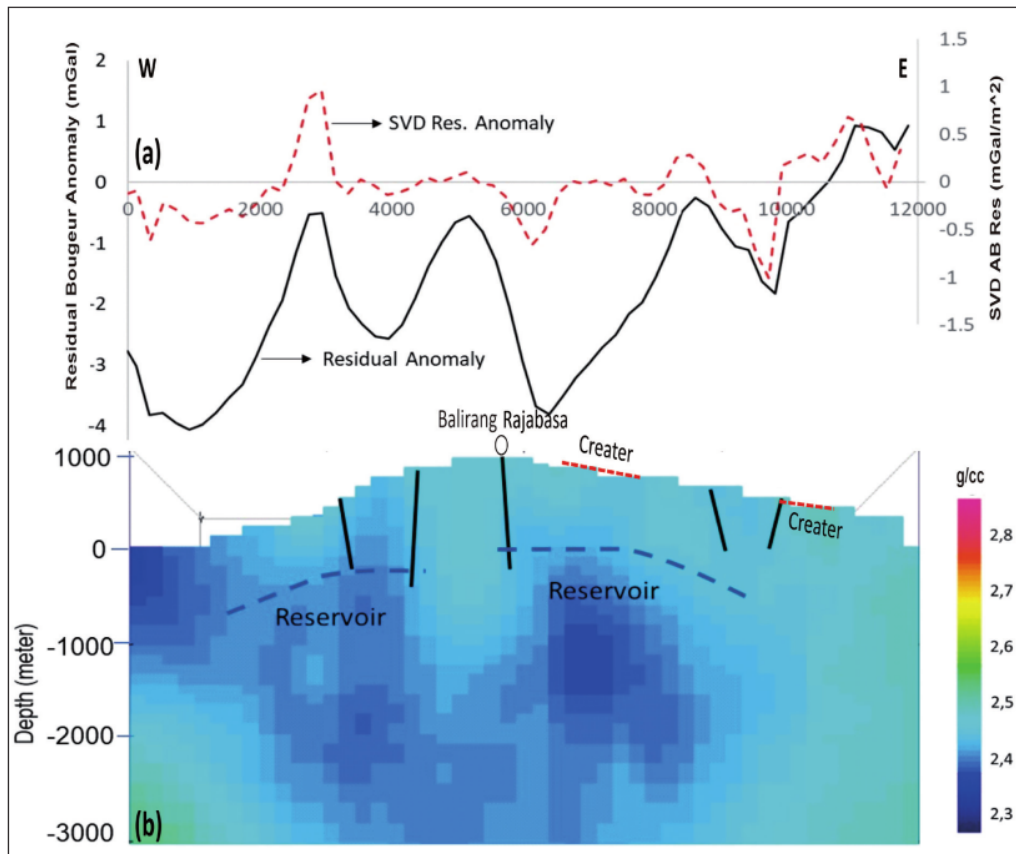 W
E
(a)
Residual Bougeur Anomaly (mGal)
2
1
0
-1
-2
-3
-4
0
2000
4000
6000
8000
10000
12000
SVD Res. Anomaly
Residual Anomaly
1.5
1
0.5
0
-0.5
-1
-1.5
SVD AB Res (mGal/m^2)
Balirang Rajabasa
Creater
Creater
Reservoir
Reservoir
Depth (meter)
1000
0
-1000
-2000
-3000
(b)
g/cc
2,8
2,7
2,6
2,5
2,4
2,3